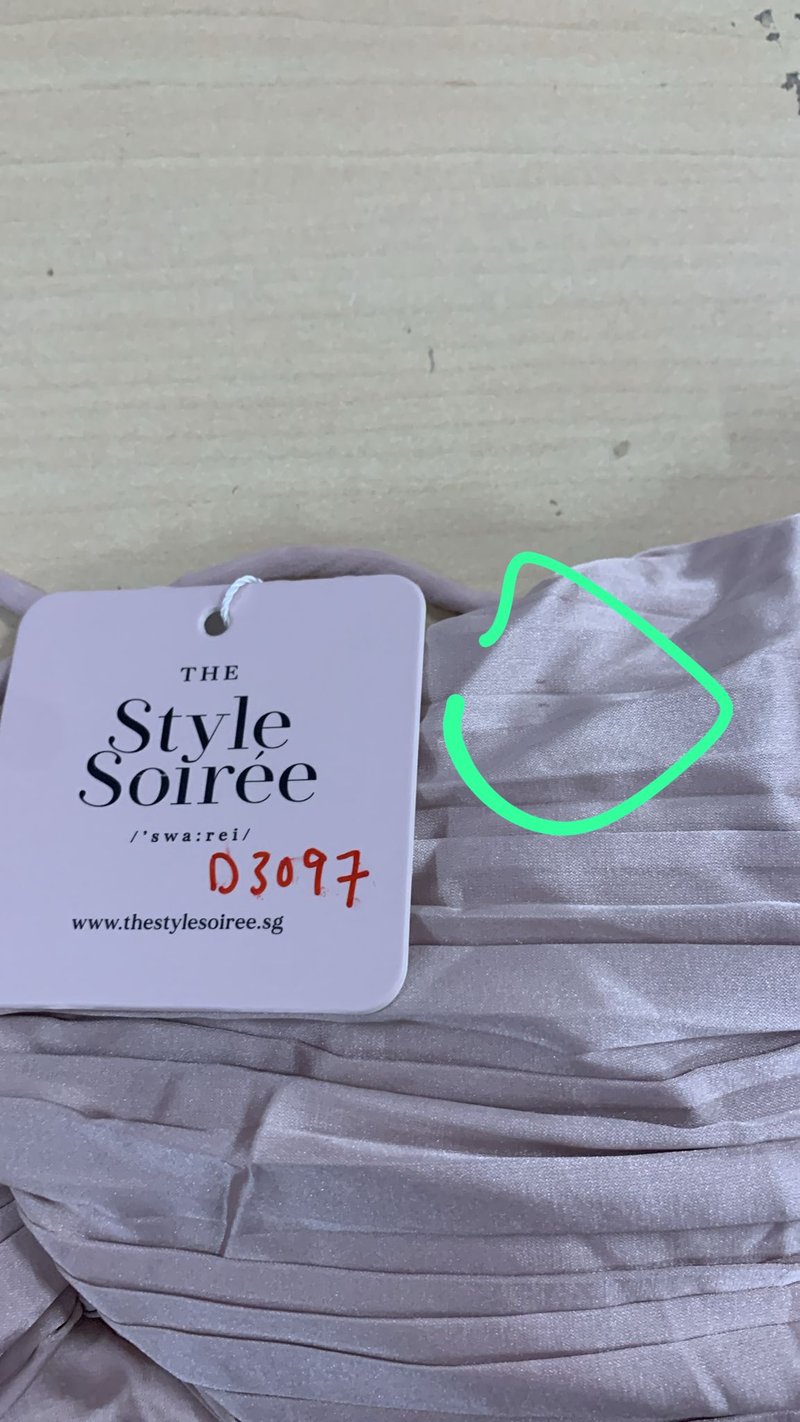 THE
Style
Soirée
/'swa:rei/
D3097
www.thestylesoiree.sg